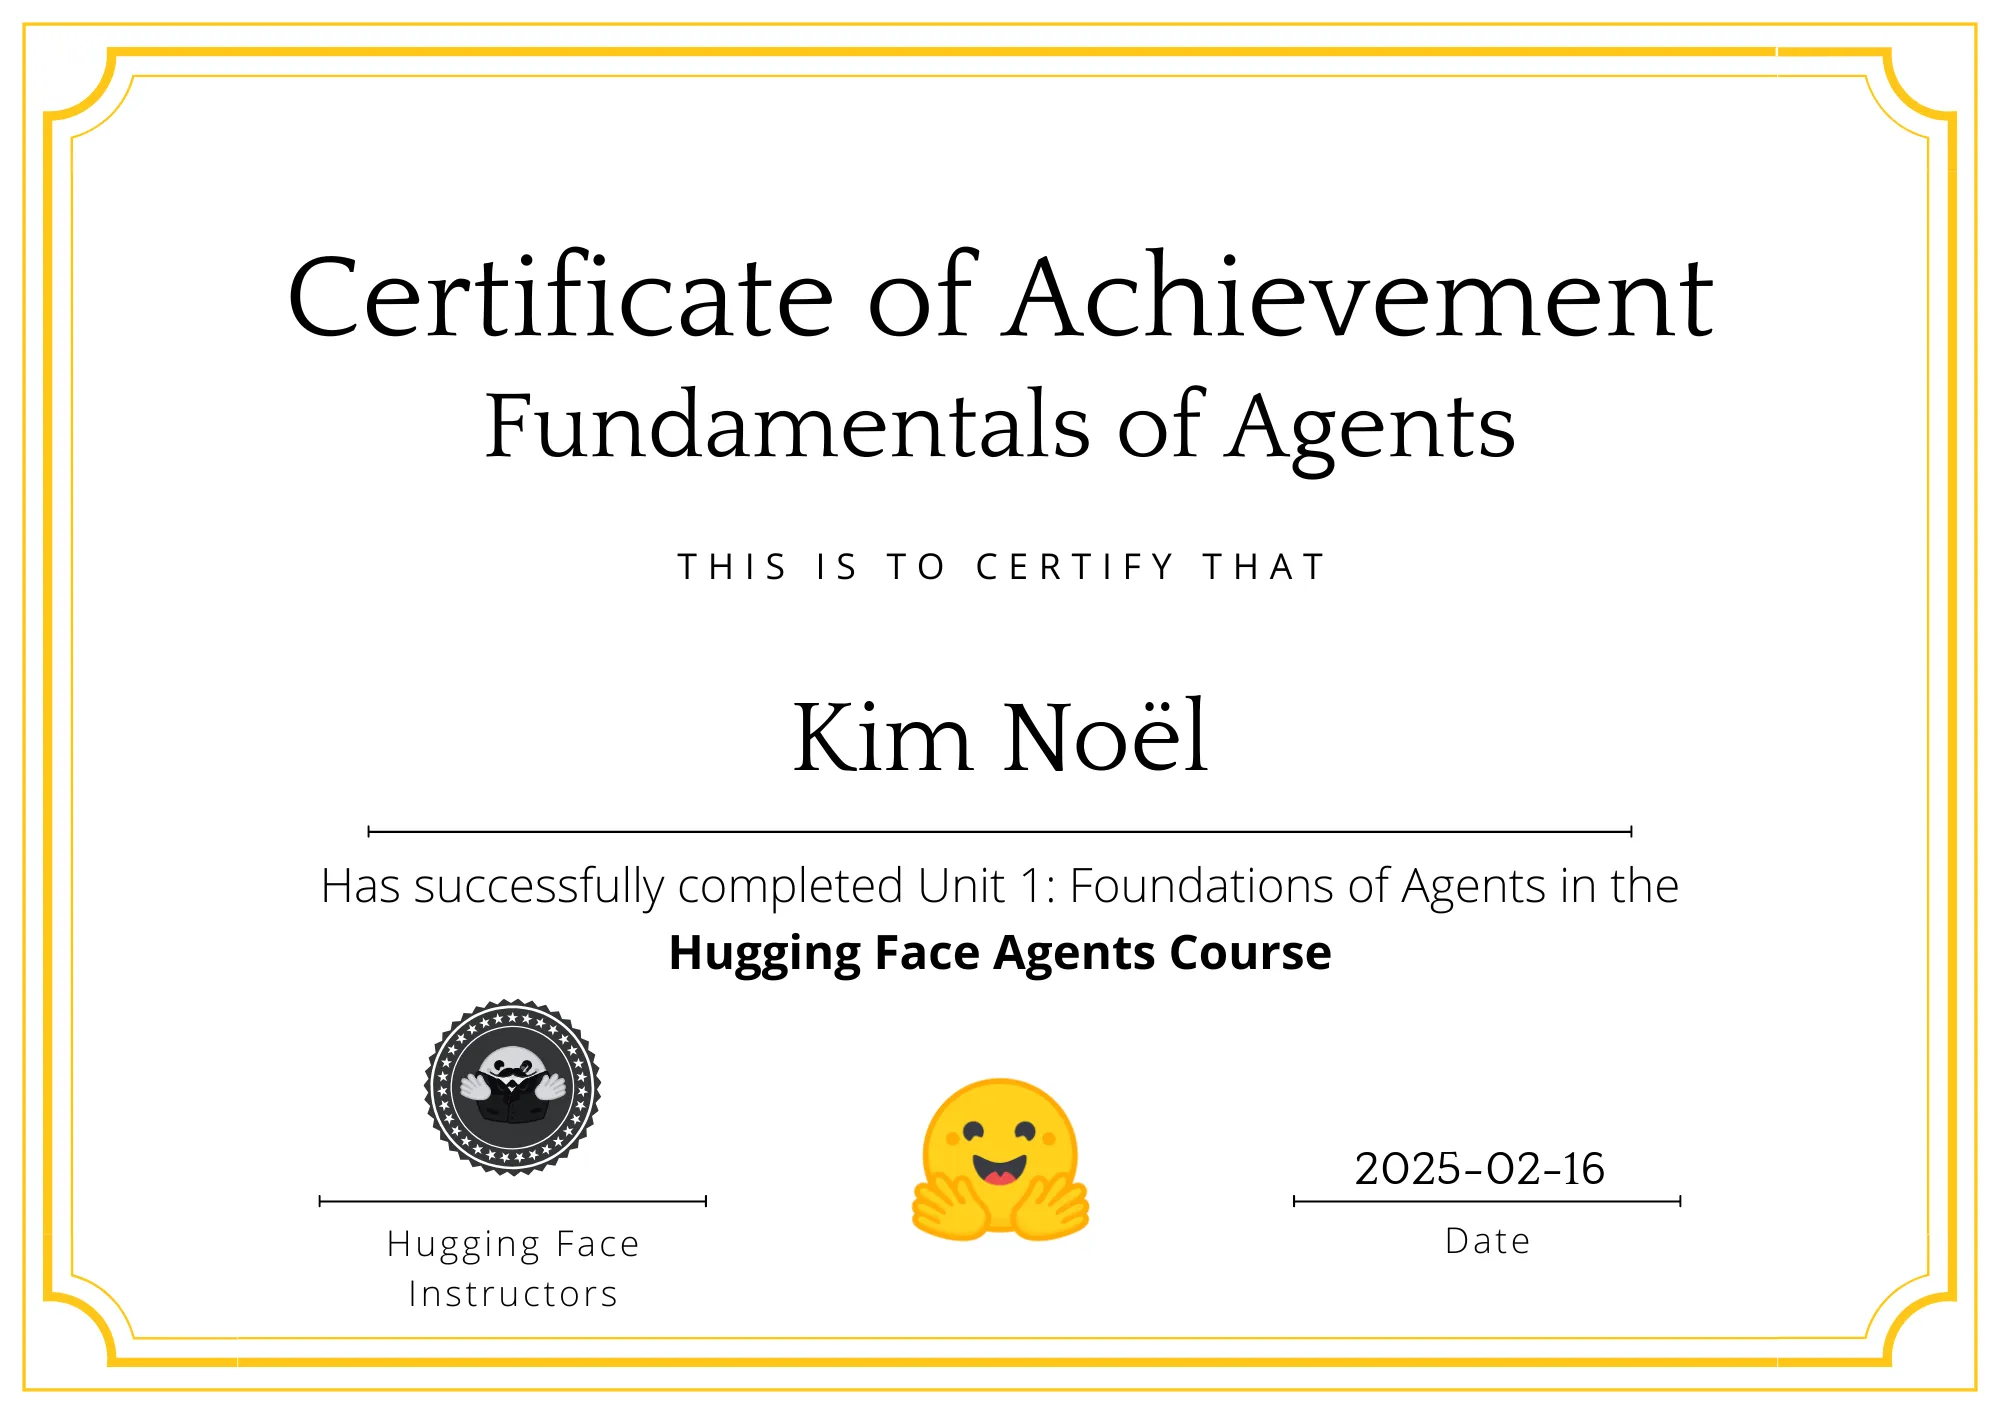 Certificate of Achievement
Fundamentals of Agents
THIS IS TO CERTIFY THAT
Kim Noël
Has successfully completed Unit 1: Foundations of Agents in the
Hugging Face Agents Course
2025-02-16
Hugging Face
Instructors
Date